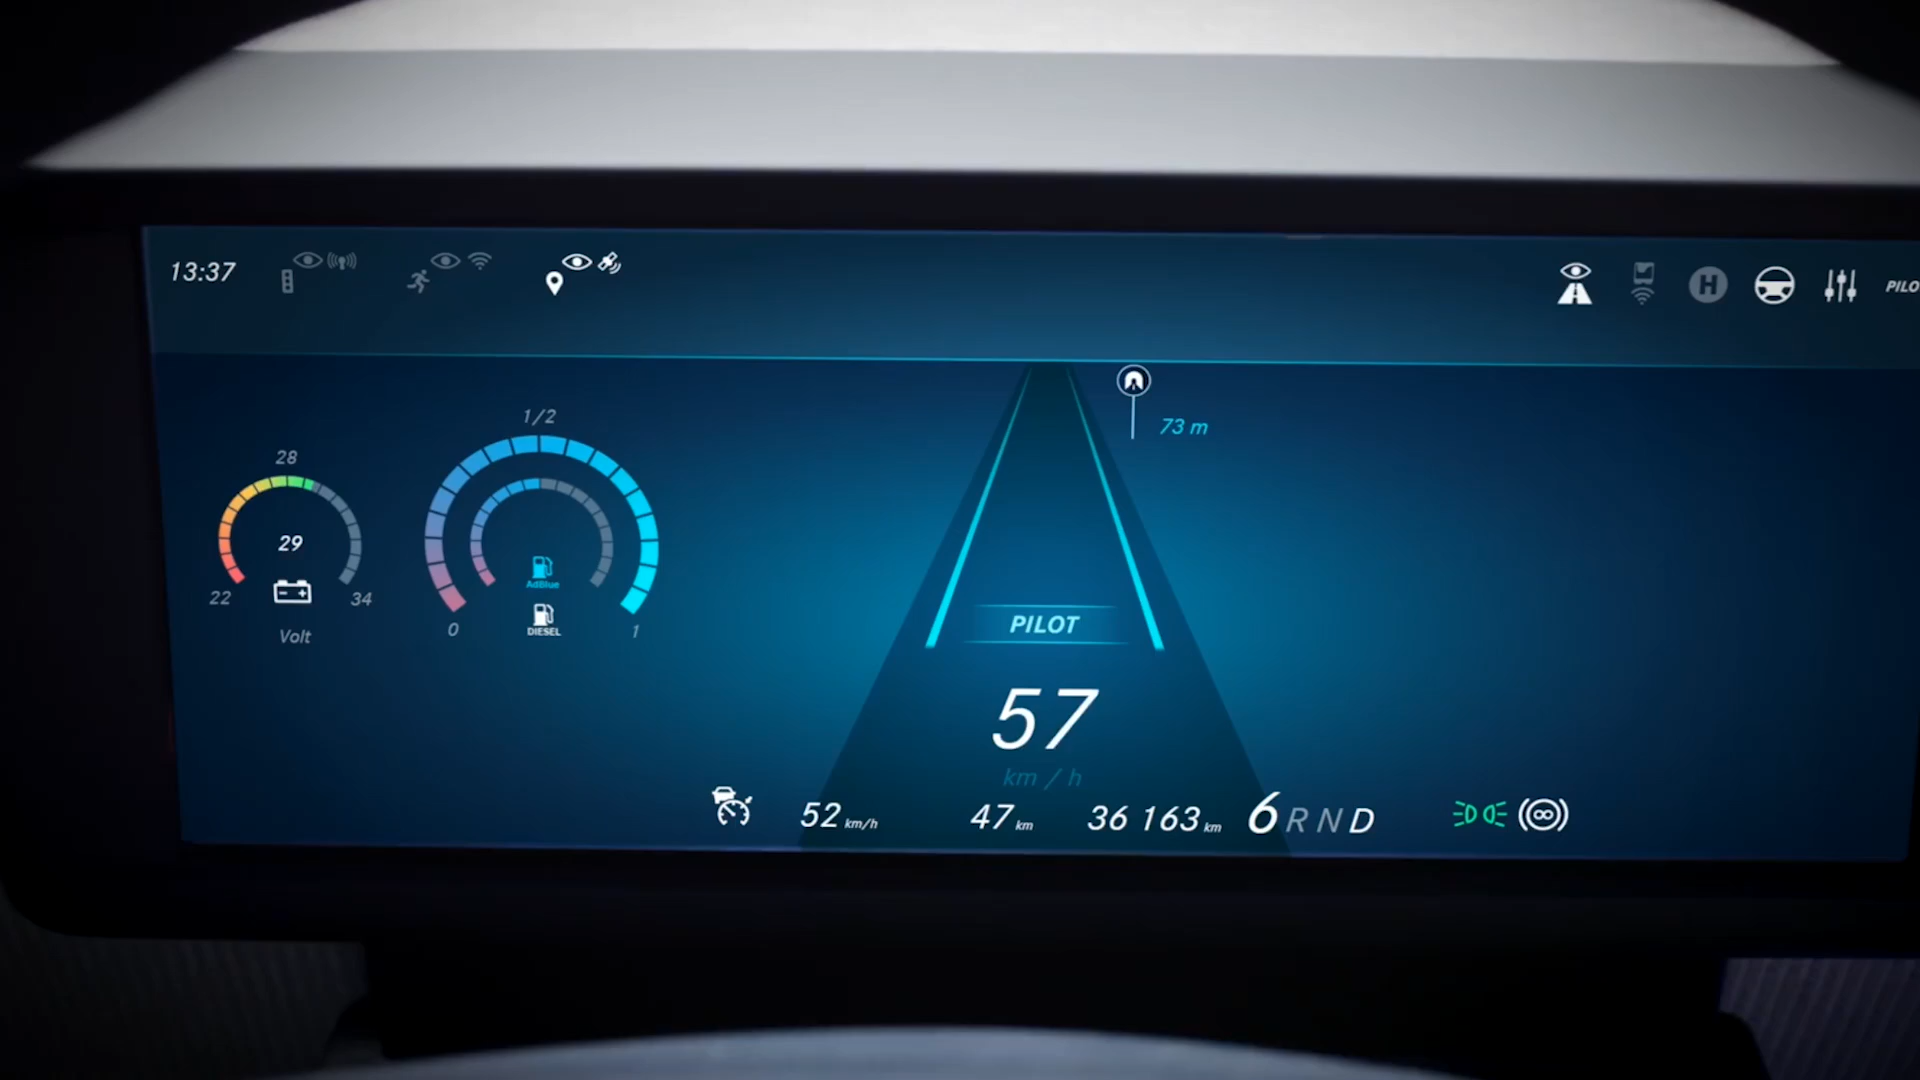 13:37
H
PILO
73 m
1/2
28
29
22
34
Volt
AdBlue
DIESEL
0
1
PILOT
57
km / h
52 km/h
47 km
36 163 km
6 R N D